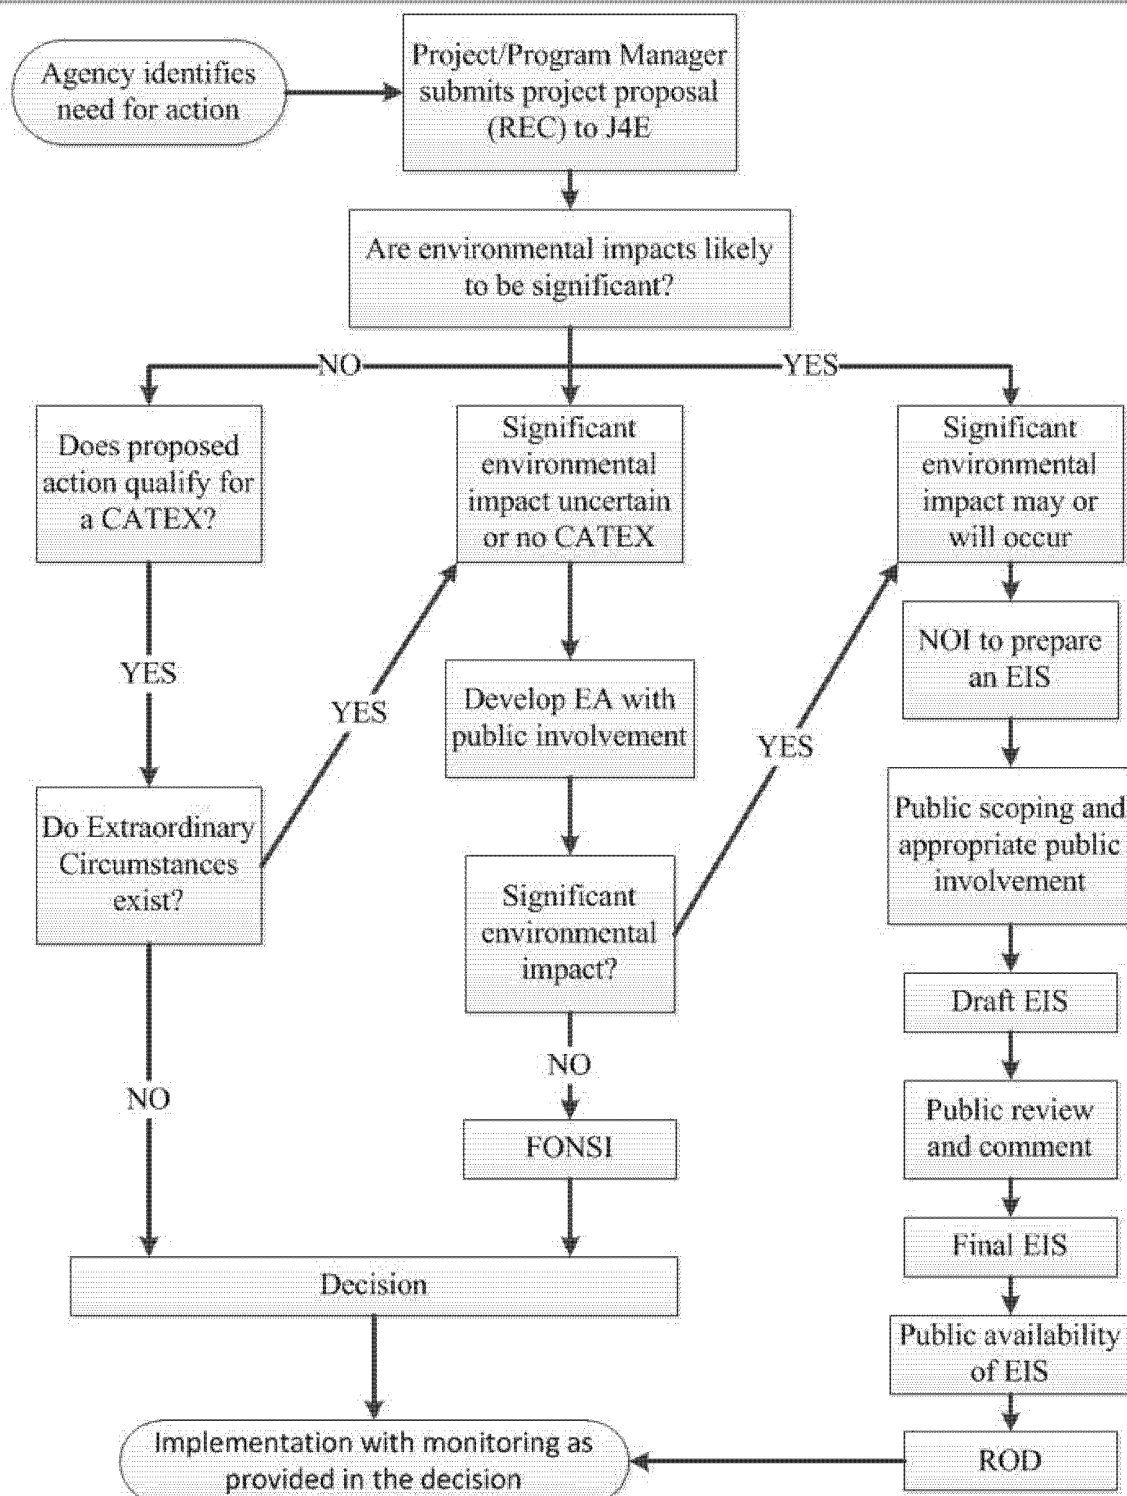 Agency identifies
need for action
Project/Program Manager
submits project proposal
(REC) to J4E
Are environmental impacts likely
to be significant?
NO
YES
Does proposed
action qualify for
a CATEX?
Significant
environmental
impact uncertain
or no CATEX
Significant
environmental
impact may or
will occur
YES
YES
YES
NOI to prepare
an EIS
Develop EA with
public involvement
Public scoping and
appropriate public
involvement
Do Extraordinary
Circumstances
exist?
Significant
environmental
impact?
Draft EIS
NO
NO
Public review
and comment
FONSI
Final EIS
Decision
Public availability
of EIS
Implementation with monitoring as
provided in the decision
ROD